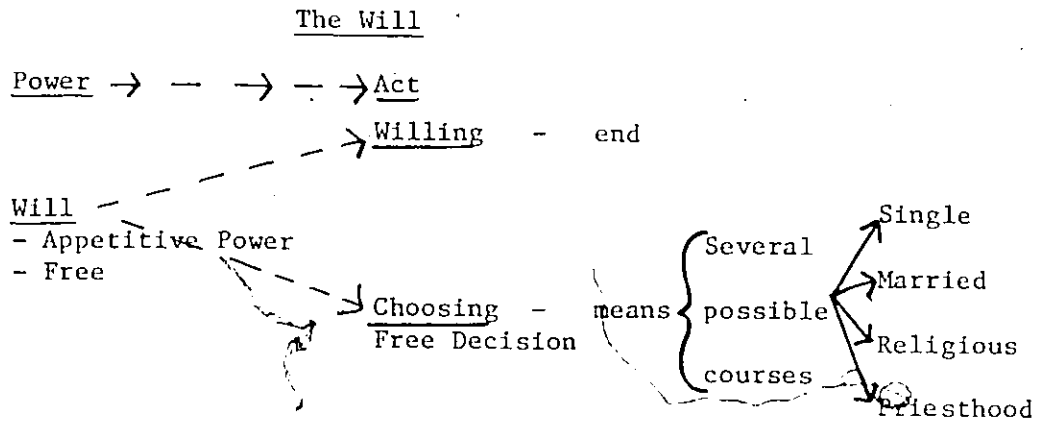 The Will
Power Act
Willing - end
Will
- Appetitive Power
- Free
Choosing - means
Free Decision
Several
possible
courses
Single
Married
Religious
Priesthood